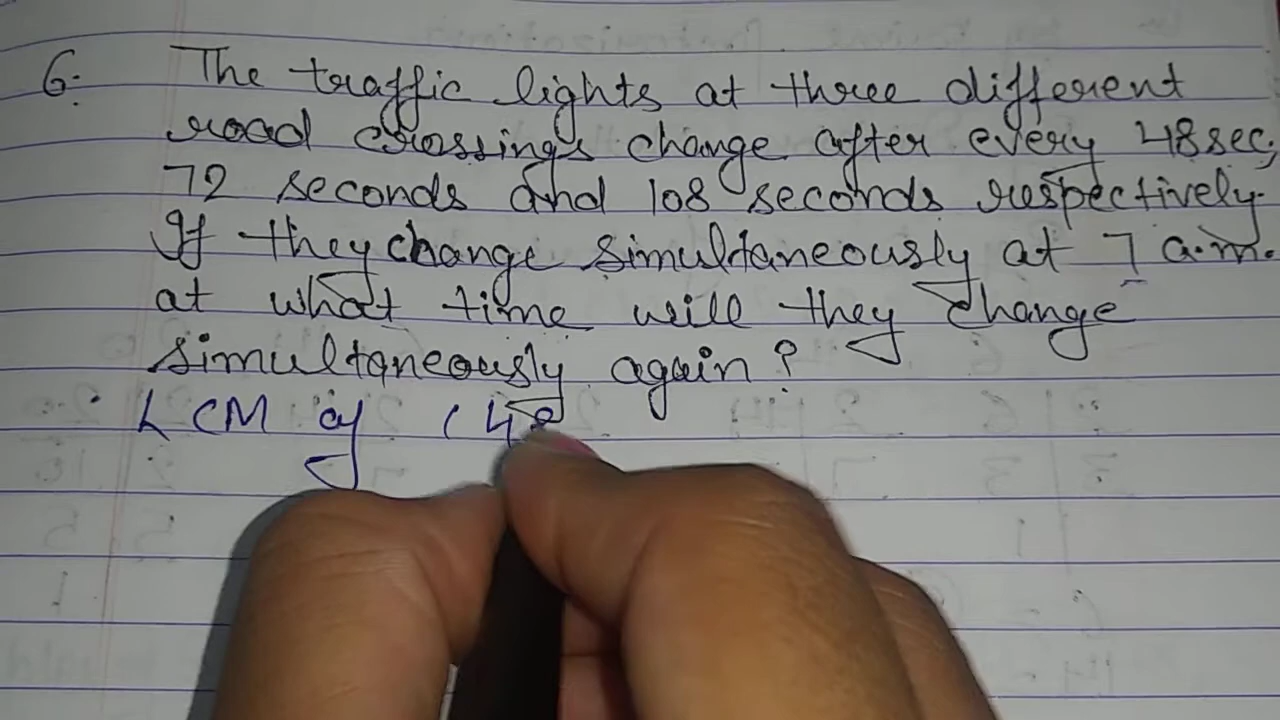 6. The traffic lights at three different
road crossings change after every 48sec,
72 seconds and 108 seconds respectively.
If they change simultaneously at 7 a.m.
at what time will they change
simultaneously again?
LCM of (48